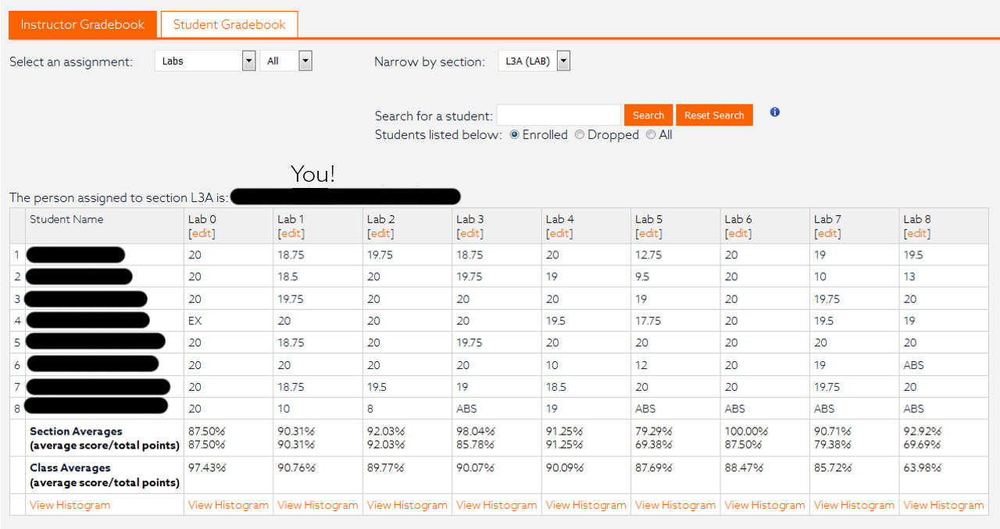 Instructor Gradebook Student Gradebook
Select an assignment: Labs All Narrow by section: L3A (LAB)
Search for a student: Search Reset Search i
Students listed below: Enrolled Dropped All
You!
The person assigned to section L3A is:
Student Name Lab 0 Lab 1 Lab 2 Lab 3 Lab 4 Lab 5 Lab 6 Lab 7 Lab 8
[edit] [edit] [edit] [edit] [edit] [edit] [edit] [edit] [edit]
1 20 18.75 19.75 18.75 20 12.75 20 19 19.5
2 20 18.5 20 19.75 19 9.5 20 10 13
3 20 19.75 20 20 20 19 20 19.75 20
4 EX 20 20 20 19.5 17.75 20 19.5 19
5 20 18.75 20 19.75 20 20 20 20 20
6 20 20 20 20 10 12 20 19 ABS
7 20 18.75 19.5 19 18.5 20 20 19.75 20
8 20 10 8 ABS 19 ABS ABS ABS ABS
Section Averages 87.50% 90.31% 92.03% 98.04% 91.25% 79.29% 100.00% 90.71% 92.92%
(average score/total points) 87.50% 90.31% 92.03% 85.78% 91.25% 69.38% 87.50% 79.38% 69.69%
Class Averages 97.43% 90.76% 89.77% 90.07% 90.09% 87.69% 88.47% 85.72% 63.98%
(average score/total points)
View Histogram View Histogram View Histogram View Histogram View Histogram View Histogram View Histogram View Histogram View Histogram View Histogram